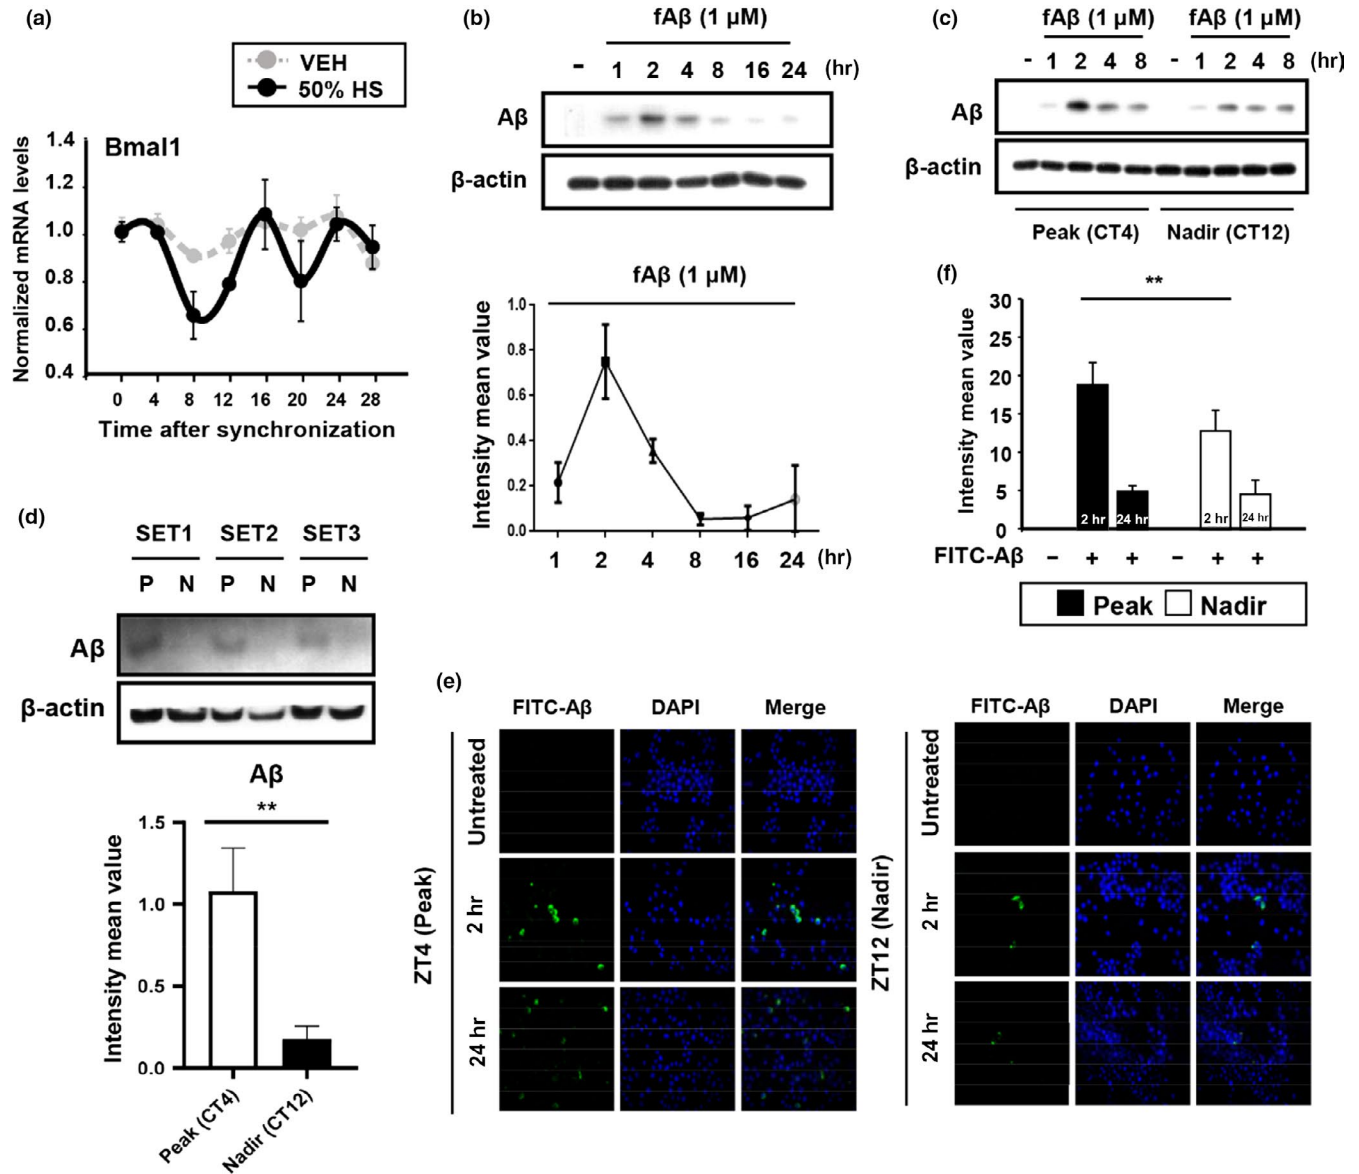 (a)
VEH
50% HS
Bmal1
Normalized mRNA levels
1.4
1.2
1.0
0.8
0.6
0.4
0 4 8 12 16 20 24 28
Time after synchronization
(b)
fAβ (1 µM)
- 1 2 4 8 16 24 (hr)
Aβ
β-actin
fAβ (1 µM)
Intensity mean value
1.0
0.8
0.6
0.4
0.2
0.0
1 2 4 8 16 24 (hr)
(c)
fAβ (1 µM) fAβ (1 µM)
- 1 2 4 8 - 1 2 4 8 (hr)
Aβ
β-actin
Peak (CT4) Nadir (CT12)
(f)
**
Intensity mean value
30
25
20
15
10
5
0
2 hr 24 hr 2 hr 24 hr
FITC-Aβ − + + − + +
Peak Nadir
(d)
SET1 SET2 SET3
P N P N P N
Aβ
β-actin
Aβ
**
Intensity mean value
1.5
1.0
0.5
0.0
Peak (CT4)
Nadir (CT12)
(e)
FITC-Aβ DAPI Merge
ZT4 (Peak)
Untreated
2 hr
24 hr
FITC-Aβ DAPI Merge
ZT12 (Nadir)
Untreated
2 hr
24 hr